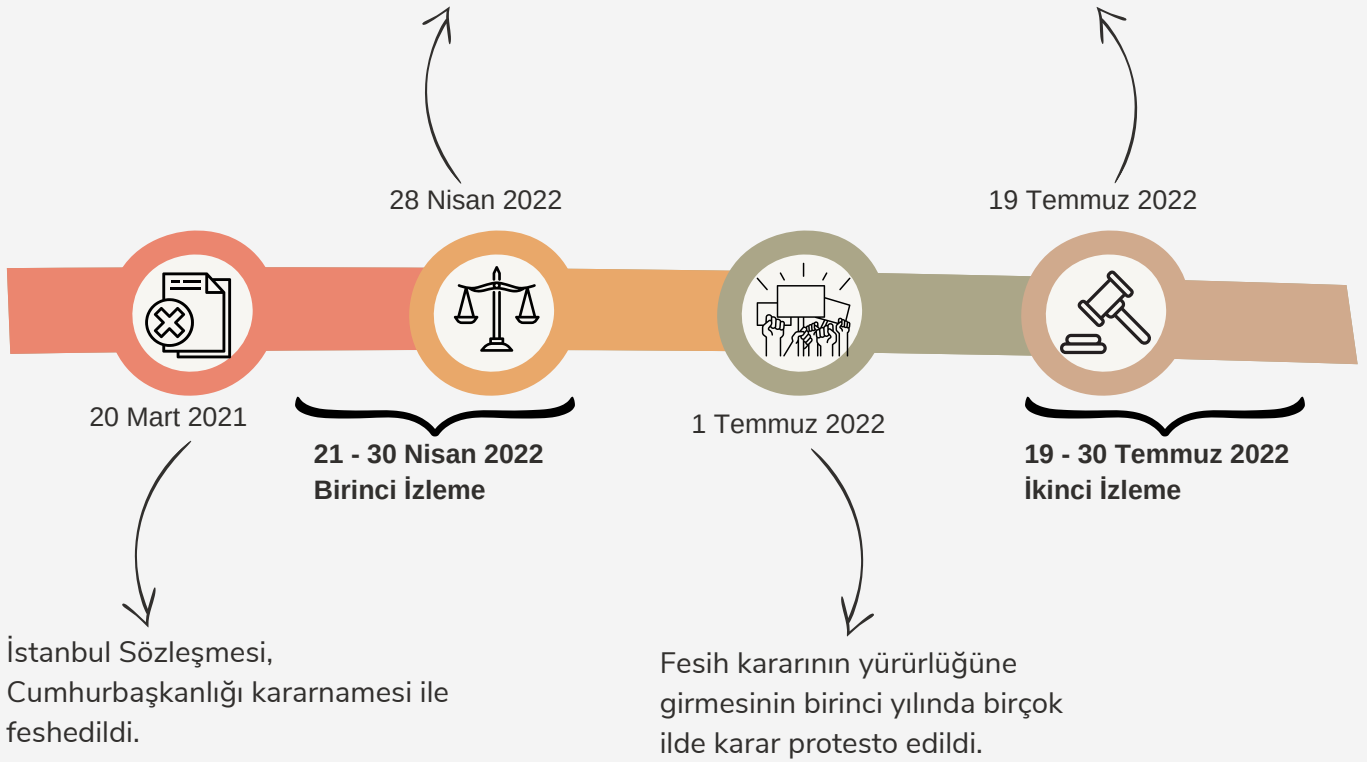 28 Nisan 2022
19 Temmuz 2022
20 Mart 2021
1 Temmuz 2022
21 - 30 Nisan 2022
Birinci İzleme
19 - 30 Temmuz 2022
İkinci İzleme
İstanbul Sözleşmesi,
Cumhurbaşkanlığı kararnamesi ile
feshedildi.
Fesih kararının yürürlüğüne
girmesinin birinci yılında birçok
ilde karar protesto edildi.